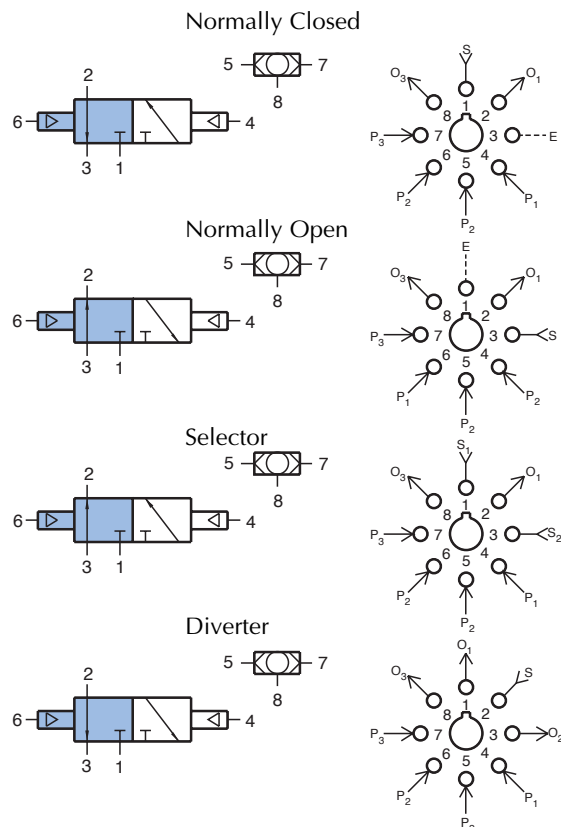 Normally Closed
2
5 7
8
6 4
3 1
S
O3 O1
1
8 2
P3 7 3 E
6 4
5
P2 P1
P2
Normally Open
2
5 7
8
6 4
3 1
E
O3 O1
1
8 2
P3 7 3 S
6 4
5
P1 P2
P2
Selector
2
5 7
8
6 4
3 1
S1
O3 O1
1
8 2
P3 7 3 S2
6 4
5
P2 P1
P2
Diverter
2
5 7
8
6 4
3 1
O1
O3 S
1
8 2
P3 7 3 O2
6 4
5
P2 P1